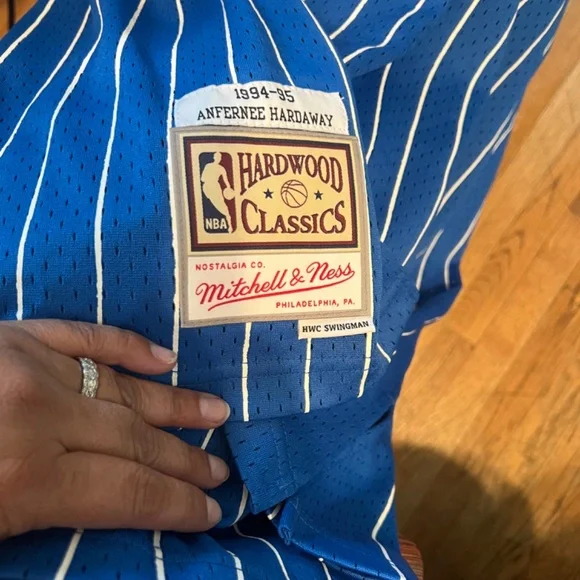 1994-95
ANFERNEE HARDAWAY
NBA
HARDWOOD
CLASSICS
NOSTALGIA CO.
Mitchell & Ness
PHILADELPHIA, PA.
HWC SWINGMAN